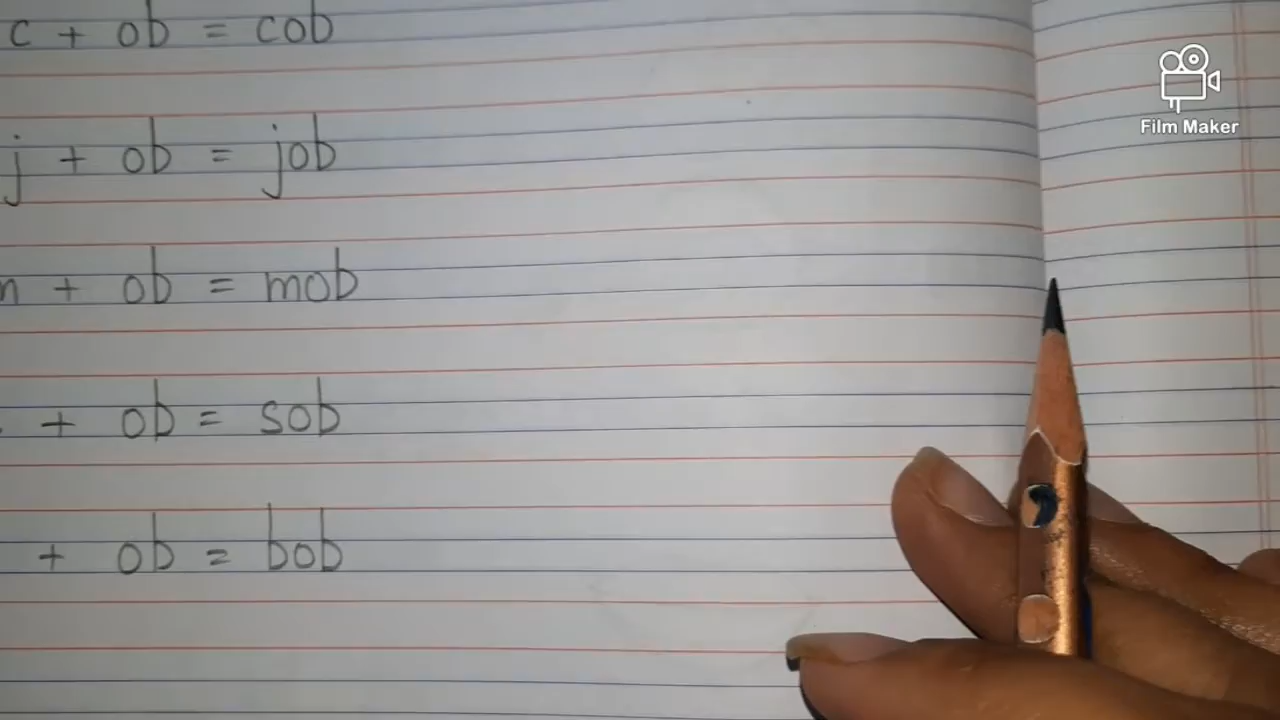 c + ob = cob
Film Maker
j + ob = job
m + ob = mob
+ ob = sob
+ ob = bob